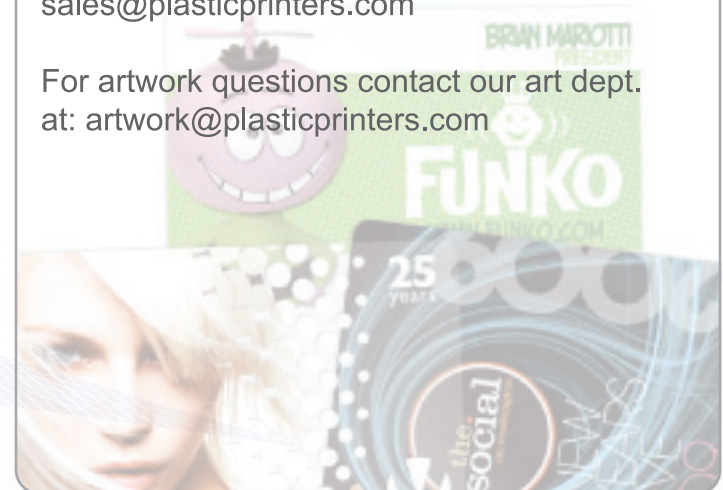 sales@plasticprinters.com
BRIAN MARIOTTI
PRESIDENT
For artwork questions contact our art dept.
at: artwork@plasticprinters.com
FUNKO
WWW.FUNKO.COM
25
years
the
social